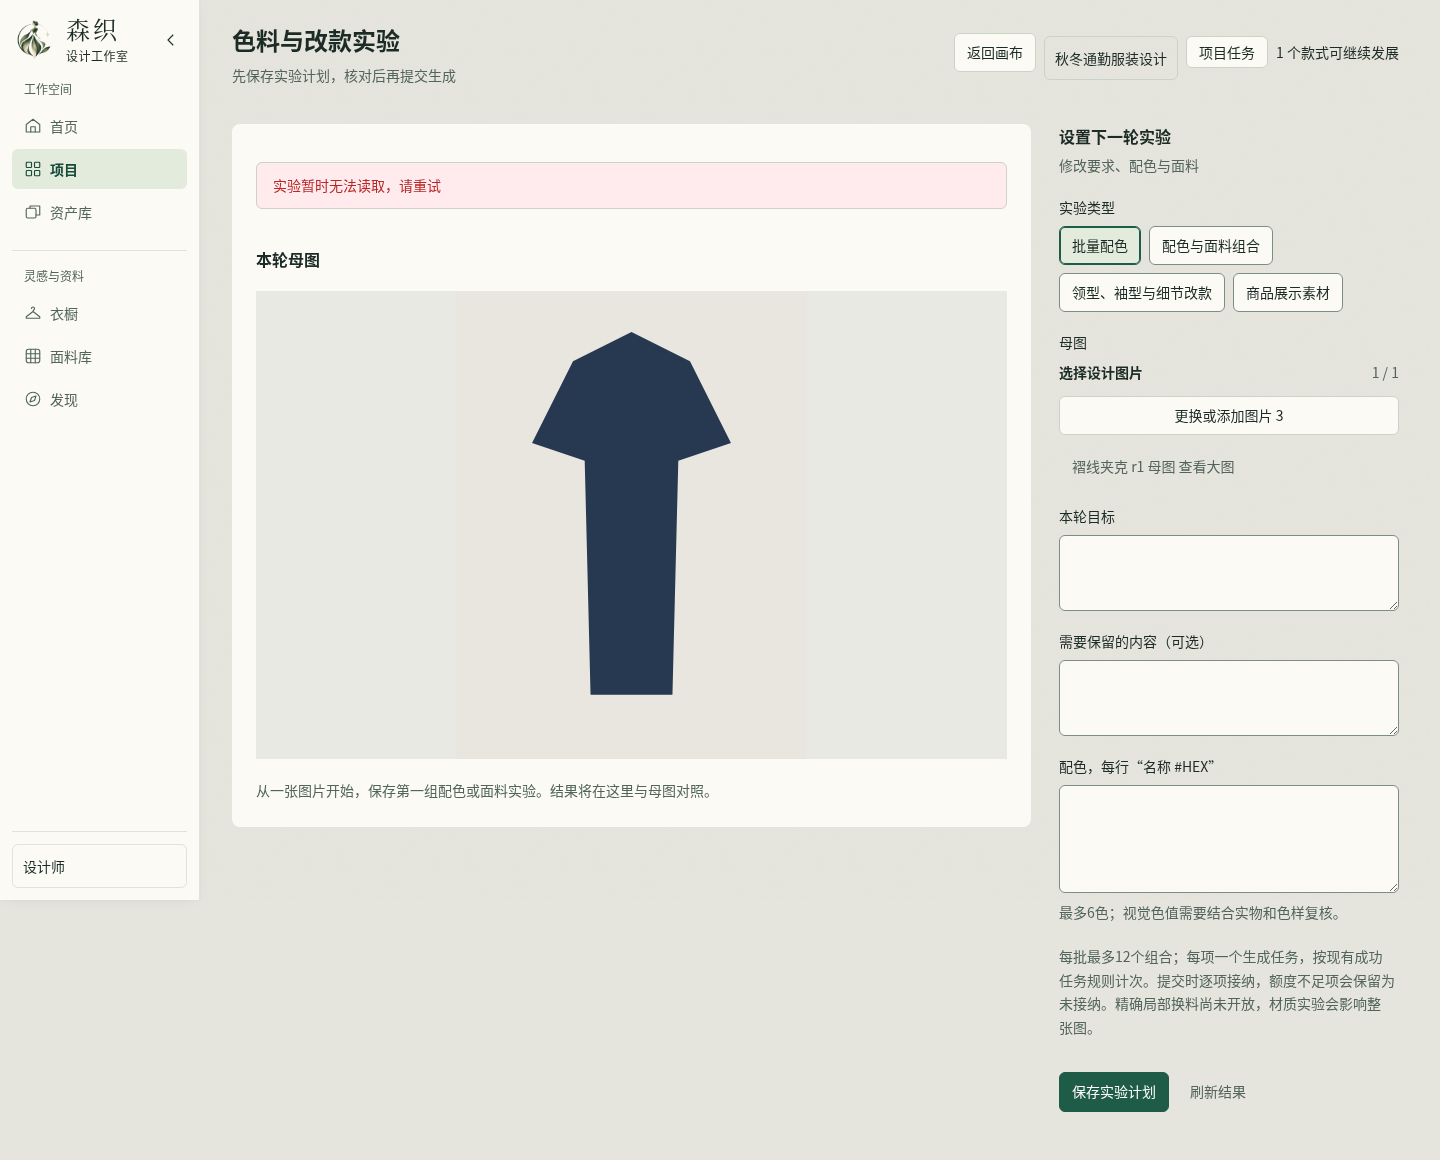 森织
设计工作室
工作空间
首页
项目
资产库
灵感与资料
衣橱
面料库
发现
设计师
色料与改款实验
先保存实验计划，核对后再提交生成
返回画布
秋冬通勤服装设计
项目任务
1 个款式可继续发展
实验暂时无法读取，请重试
本轮母图
从一张图片开始，保存第一组配色或面料实验。结果将在这里与母图对照。
设置下一轮实验
修改要求、配色与面料
实验类型
批量配色
配色与面料组合
领型、袖型与细节改款
商品展示素材
母图
选择设计图片
1 / 1
更换或添加图片 3
褶线夹克 r1 母图 查看大图
本轮目标
需要保留的内容（可选）
配色，每行“名称 #HEX”
最多6色；视觉色值需要结合实物和色样复核。
每批最多12个组合；每项一个生成任务，按现有成功
任务规则计次。提交时逐项接纳，额度不足项会保留为
未接纳。精确局部换料尚未开放，材质实验会影响整
张图。
保存实验计划
刷新结果